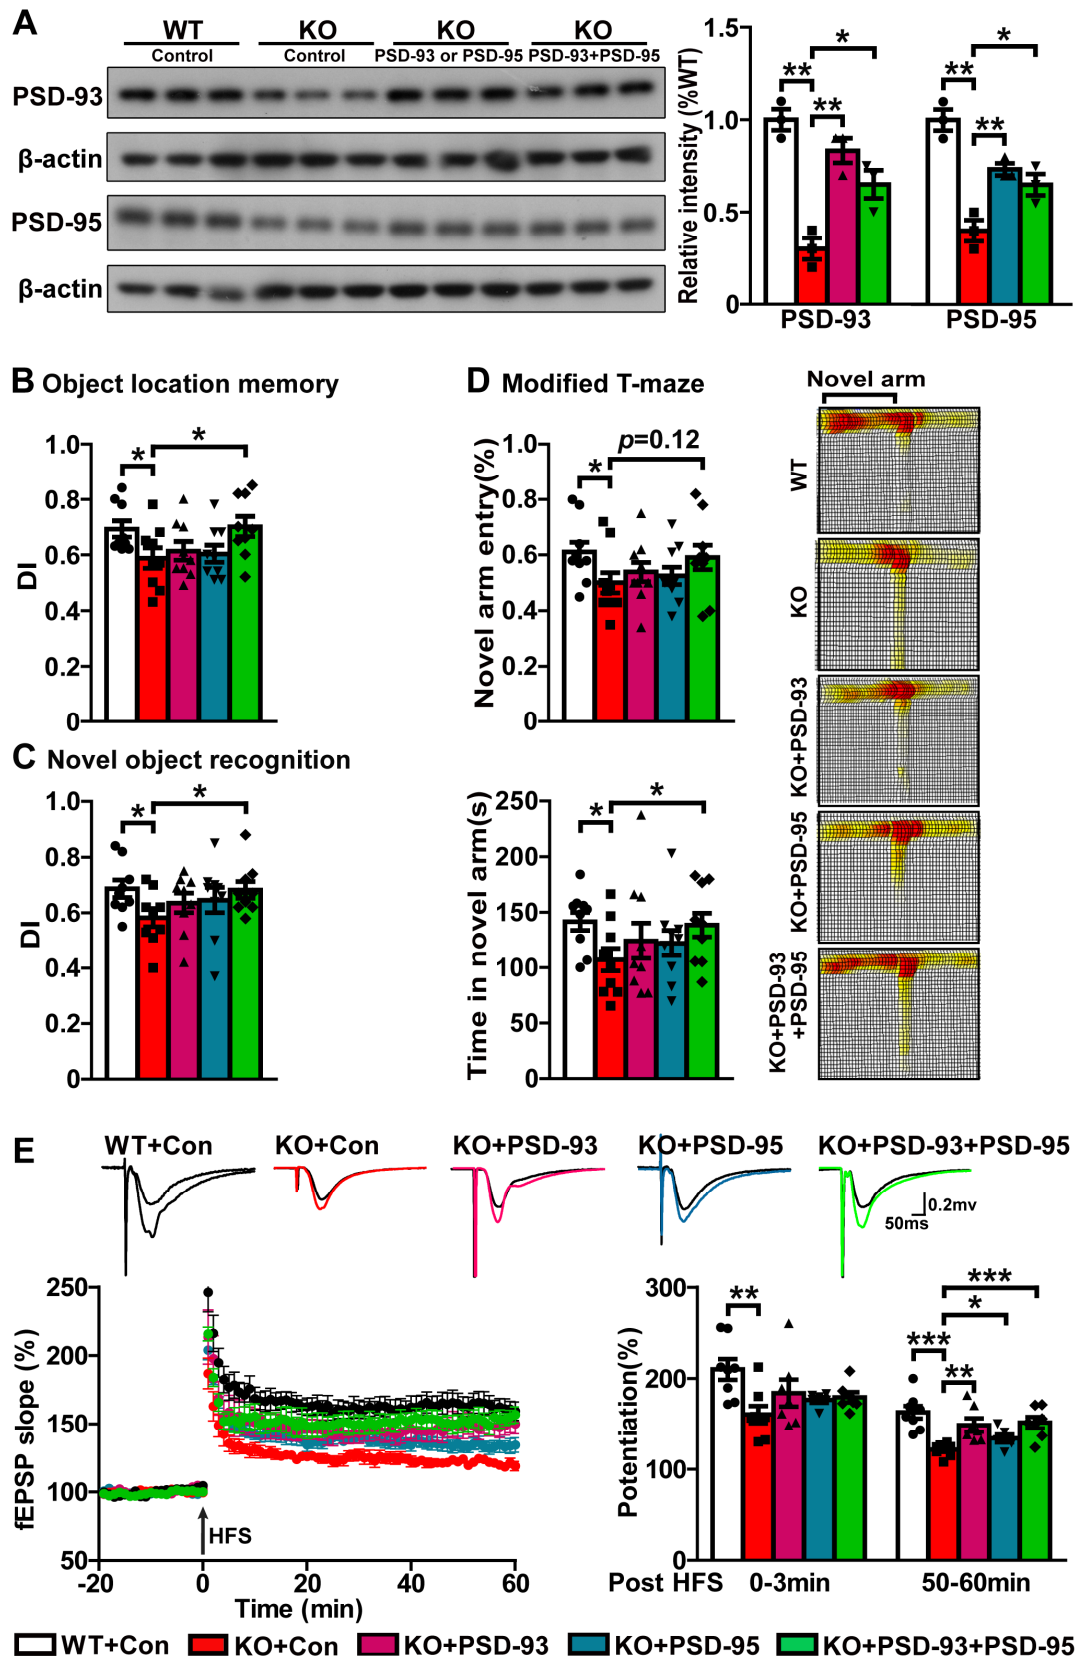 A
WT KO KO KO
Control Control PSD-93 or PSD-95 PSD-93+PSD-95
PSD-93
β-actin
PSD-95
β-actin
Relative intensity (%WT)
1.5
1.0
0.5
0
** ** *
** ** *
PSD-93 PSD-95
B Object location memory
DI
1.0
0.8
0.6
0.4
0.2
0
* *
C Novel object recognition
DI
1.0
0.8
0.6
0.4
0.2
0
* *
D Modified T-maze
Novel arm entry(%)
1.0
0.8
0.6
0.4
0.2
0
* p=0.12
Time in novel arm(s)
250
200
150
100
50
0
* *
Novel arm
WT
KO
KO+PSD-93
KO+PSD-95
KO+PSD-93
+PSD-95
E
WT+Con KO+Con KO+PSD-93 KO+PSD-95 KO+PSD-93+PSD-95
0.2mv
50ms
fEPSP slope (%)
250
200
150
100
50
HFS
-20 0 20 40 60
Time (min)
Potentiation(%)
300
200
100
0
**
*** ** * ***
Post HFS 0-3min 50-60min
WT+Con KO+Con KO+PSD-93 KO+PSD-95 KO+PSD-93+PSD-95